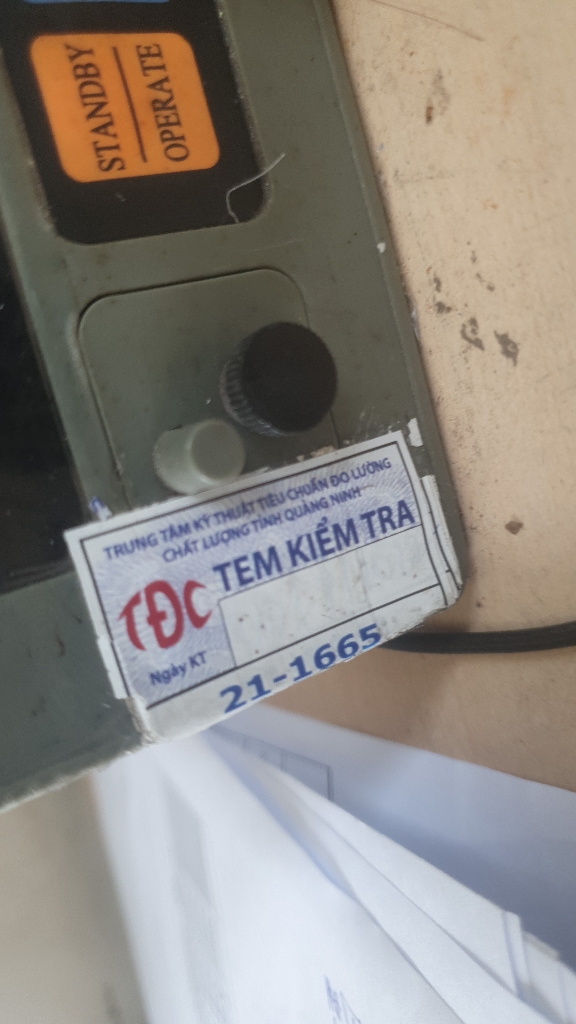 STANDBY
OPERATE
TRUNG TÂM KỸ THUẬT TIÊU CHUẨN ĐO LƯỜNG
CHẤT LƯỢNG TỈNH QUẢNG NINH
TEM KIỂM TRA
TĐC
Ngày KT
21-1665